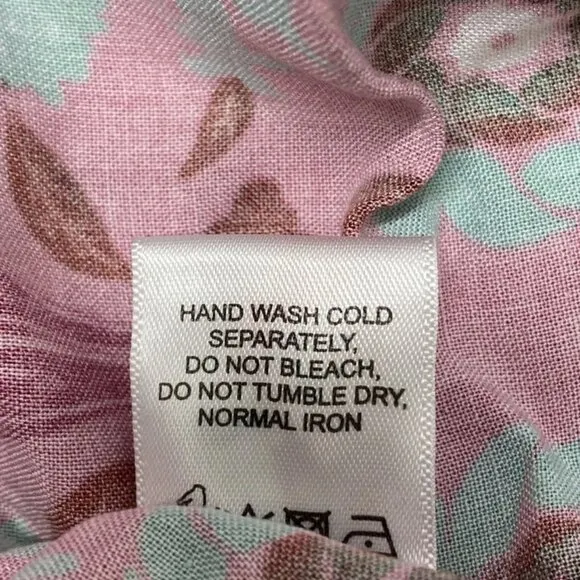 HAND WASH COLD
SEPARATELY,
DO NOT BLEACH,
DO NOT TUMBLE DRY,
NORMAL IRON